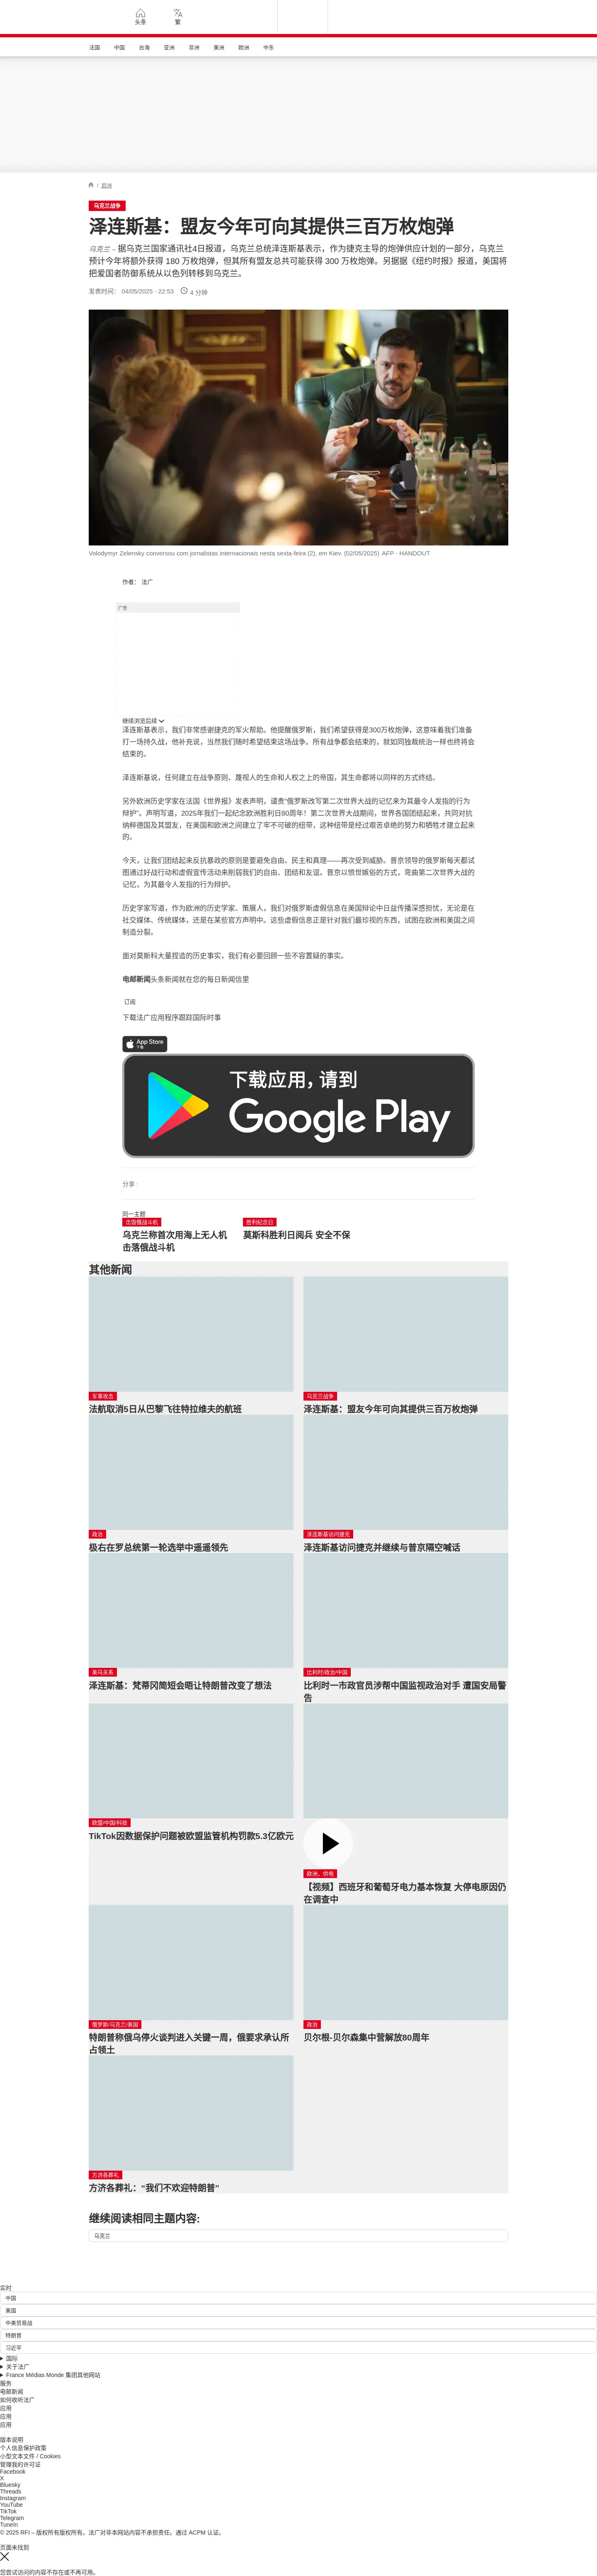 头条
繁
法国 中国 台海 亚洲 非洲 美洲 欧洲 中东
/ 欧洲
乌克兰战争
泽连斯基：盟友今年可向其提供三百万枚炮弹
乌克兰 – 据乌克兰国家通讯社4日报道，乌克兰总统泽连斯基表示，作为捷克主导的炮弹供应计划的一部分，乌克兰
预计今年将额外获得 180 万枚炮弹，但其所有盟友总共可能获得 300 万枚炮弹。另据据《纽约时报》报道，美国将
把爱国者防御系统从以色列转移到乌克兰。
发表时间： 04/05/2025 - 22:53 4 分钟
Volodymyr Zelensky conversou com jornalistas internacionais nesta sexta-feira (2), em Kiev. (02/05/2025) AFP - HANDOUT
作者： 法广
广告
继续浏览后续
泽连斯基表示，我们非常感谢捷克的军火帮助。他提醒俄罗斯，我们希望获得是300万枚炮弹，这意味着我们准备
打一场持久战，他补充说，当然我们随时希望结束这场战争。所有战争都会结束的，就如同独裁统治一样也终将会
结束的。
泽连斯基说，任何建立在战争原则、蔑视人的生命和人权之上的帝国，其生命都将以同样的方式终结。
另外欧洲历史学家在法国《世界报》发表声明，谴责“俄罗斯改写第二次世界大战的记忆来为其最令人发指的行为
辩护”。声明写道，2025年我们一起纪念欧洲胜利日80周年！第二次世界大战期间，世界各国团结起来，共同对抗
纳粹德国及其盟友，在美国和欧洲之间建立了牢不可破的纽带，这种纽带是经过艰苦卓绝的努力和牺牲才建立起来
的。
今天，让我们团结起来反抗暴政的原则是要避免自由、民主和真理——再次受到威胁。普京领导的俄罗斯每天都试
图通过好战行动和虚假宣传活动来削弱我们的自由、团结和友谊。普京以愤世嫉俗的方式，弯曲第二次世界大战的
记忆，为其最令人发指的行为辩护。
历史学家写道，作为欧洲的历史学家、策展人，我们对俄罗斯虚假信息在美国辩论中日益传播深感担忧，无论是在
社交媒体、传统媒体，还是在某些官方声明中。这些虚假信息正是针对我们最珍视的东西，试图在欧洲和美国之间
制造分裂。
面对莫斯科大量捏造的历史事实，我们有必要回顾一些不容置疑的事实。
电邮新闻头条新闻就在您的每日新闻信里
订阅
下载法广应用程序跟踪国际时事
App Store
下载
下载应用，请到
Google Play
分享 :
同一主题
击毁俄战斗机
乌克兰称首次用海上无人机
击落俄战斗机
胜利纪念日
莫斯科胜利日阅兵 安全不保
其他新闻
军事攻击
法航取消5日从巴黎飞往特拉维夫的航班
乌克兰战争
泽连斯基：盟友今年可向其提供三百万枚炮弹
政治
极右在罗总统第一轮选举中遥遥领先
泽连斯基访问捷克
泽连斯基访问捷克并继续与普京隔空喊话
美乌关系
泽连斯基：梵蒂冈简短会晤让特朗普改变了想法
比利时/政治/中国
比利时一市政官员涉帮中国监视政治对手 遭国安局警
告
欧盟/中国/科技
TikTok因数据保护问题被欧盟监管机构罚款5.3亿欧元
欧洲，供电
【视频】西班牙和葡萄牙电力基本恢复 大停电原因仍
在调查中
俄罗斯/乌克兰/美国
特朗普称俄乌停火谈判进入关键一周，俄要求承认所
占领土
政治
贝尔根-贝尔森集中营解放80周年
方济各葬礼
方济各葬礼：“我们不欢迎特朗普”
继续阅读相同主题内容:
乌克兰
实时
中国
美国
中美贸易战
特朗普
习近平
国际
关于法广
France Médias Monde 集团其他网站
服务
电邮新闻
如何收听法广
应用
应用
应用
版本说明
个人信息保护政策
小型文本文件 / Cookies
管理我的许可证
Facebook
X
Bluesky
Threads
Instagram
YouTube
TikTok
Telegram
TuneIn
© 2025 RFI – 版权所有版权所有。法广对非本网站内容不承担责任。通过 ACPM 认证。
页面未找到
您尝试访问的内容不存在或不再可用。